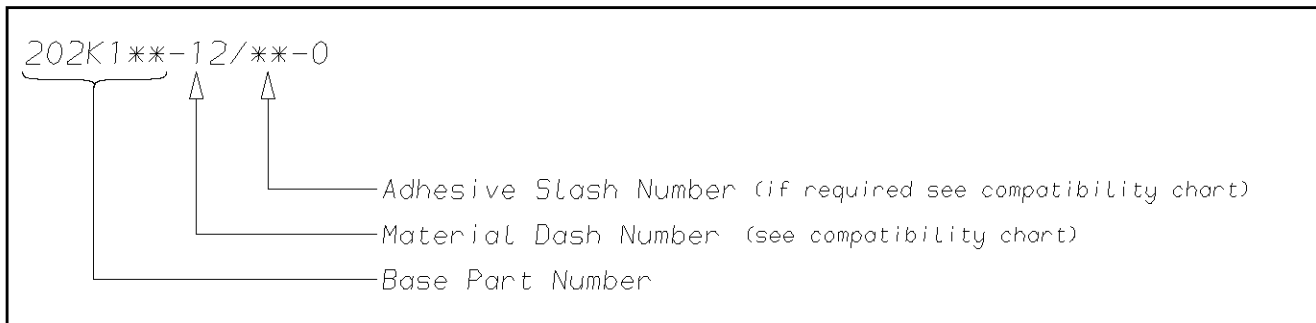 202K1**-12/**-0
Adhesive Slash Number (if required see compatibility chart)
Material Dash Number (see compatibility chart)
Base Part Number